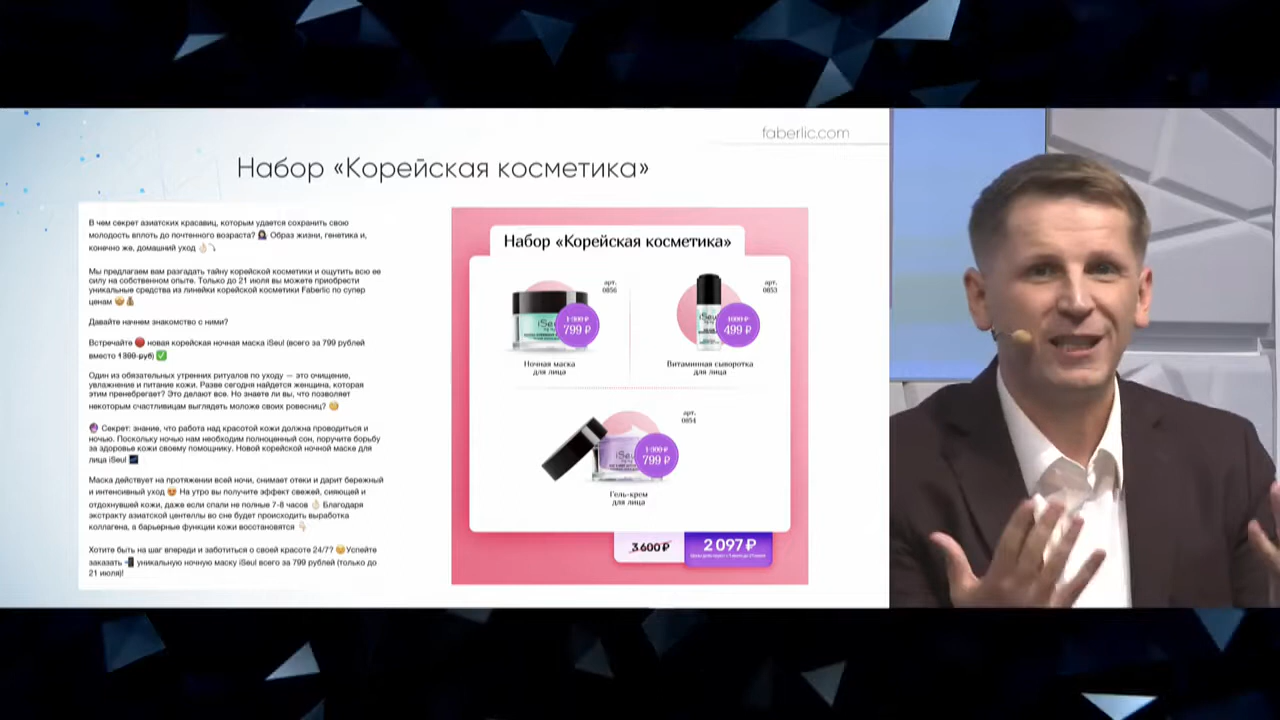 faberlic.com
Набор «Корейская косметика»
В чем секрет азиатских красавиц, которым удается сохранить свою
молодость вплоть до почтенного возраста? 🙋🏻‍♀️ Образ жизни, генетика и,
конечно же, домашний уход 👌🏻
Мы предлагаем вам разгадать тайну корейской косметики и ощутить всю ее
силу на собственном опыте. Только до 21 июля вы можете приобрести
уникальные средства из линейки корейской косметики Faberlic по супер
ценам
Давайте начнем знакомство с ними?
Встречайте 🔴 новая корейская ночная маска iSeul (всего за 799 рублей
вместо 1399 руб) ✅
Один из обязательных утренних ритуалов по уходу — это очищение,
увлажнение и питание кожи. Разве сегодня найдется женщина, которая
этим пренебрегает? Это делают все. Но знаете ли вы, что позволяет
некоторым счастливицам выглядеть моложе своих ровесниц?
🔮 Секрет: знание, что работа над красотой кожи должна проводиться и
ночью. Поскольку ночью нам необходим полноценный сон, поручите борьбу
за здоровье кожи своему помощнику. Новой корейской ночной маске для
лица iSeul
Маска действует на протяжении всей ночи, снимает отеки и дарит бережный
и интенсивный уход 😍 На утро вы получите эффект свежей, сияющей и
отдохнувшей кожи, даже если спали не полные 7-8 часов 👌🏻 Благодаря
экстракту азиатской центеллы во сне будет происходить выработка
коллагена, а барьерные функции кожи восстановятся
Хотите быть на шаг впереди и заботиться о своей красоте 24/7? Успейте
заказать 📲 уникальную ночную маску iSeul всего за 799 рублей (только до
21 июля)!
Набор «Корейская косметика»
арт.
0856
799 ₽
Ночная маска
для лица
арт.
0853
499 ₽
Витаминная сыворотка
для лица
арт.
0854
1 300 ₽
799 ₽
Гель-крем
для лица
3 600 ₽
2 097 ₽